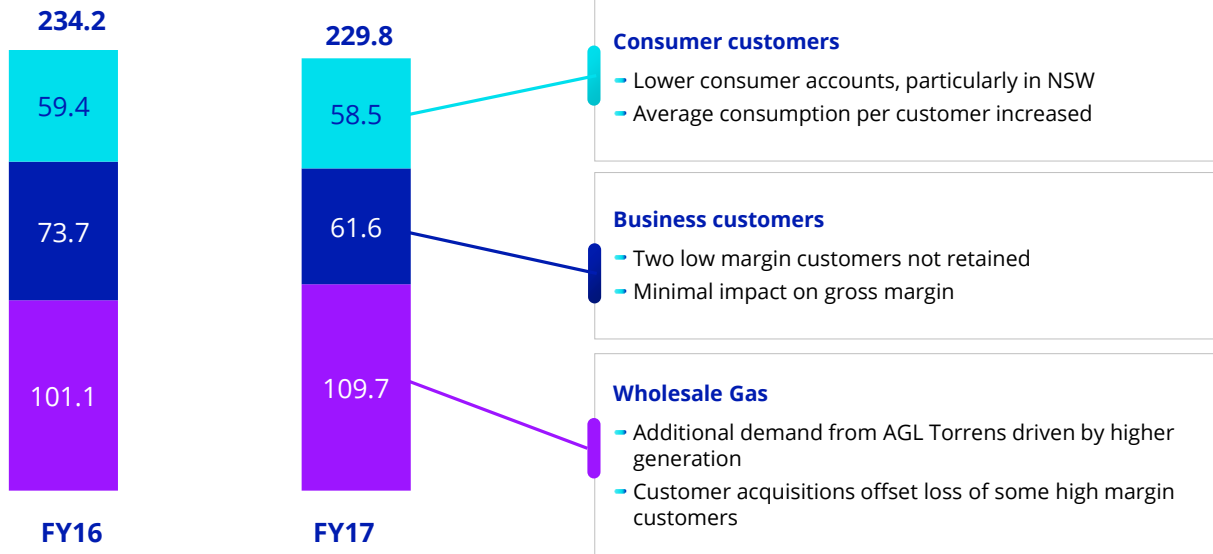 234.2
59.4
73.7
101.1
FY16
229.8
58.5
61.6
109.7
FY17
Consumer customers
- Lower consumer accounts, particularly in NSW
- Average consumption per customer increased
Business customers
- Two low margin customers not retained
- Minimal impact on gross margin
Wholesale Gas
- Additional demand from AGL Torrens driven by higher
generation
- Customer acquisitions offset loss of some high margin
customers